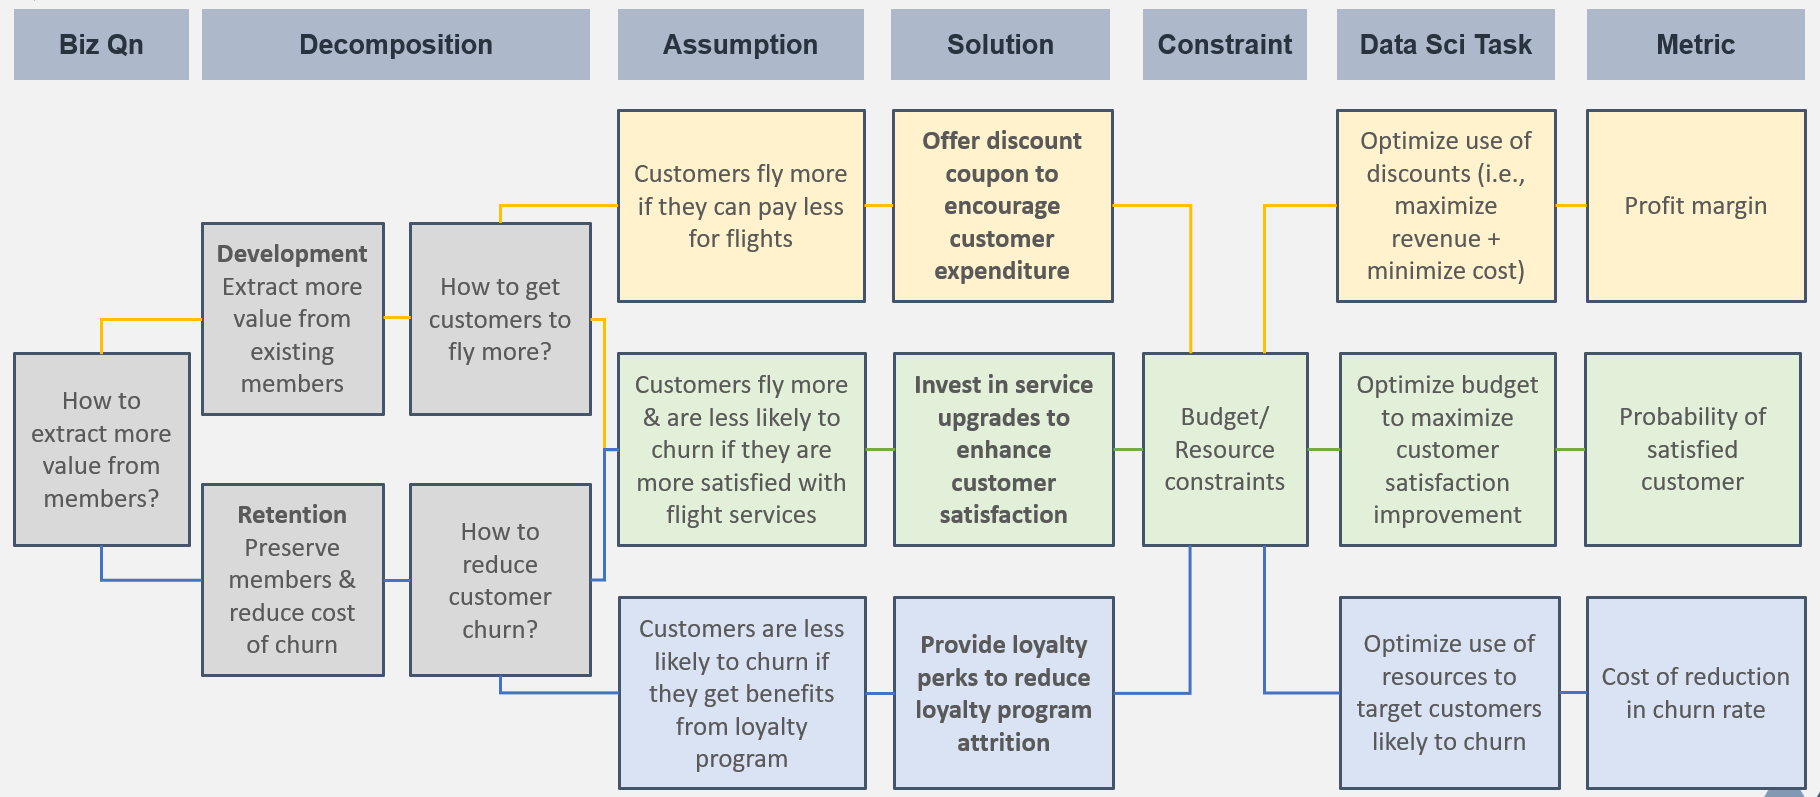 Biz Qn
Decomposition
Assumption
Solution
Constraint
Data Sci Task
Metric
How to
extract more
value from
members?
Development
Extract more
value from
existing
members
How to get
customers to
fly more?
Retention
Preserve
members &
reduce cost
of churn
How to
reduce
customer
churn?
Customers fly more
if they can pay less
for flights
Offer discount
coupon to
encourage
customer
expenditure
Optimize use of
discounts (i.e.,
maximize
revenue +
minimize cost)
Profit margin
Customers fly more
& are less likely to
churn if they are
more satisfied with
flight services
Invest in service
upgrades to
enhance
customer
satisfaction
Budget/
Resource
constraints
Optimize budget
to maximize
customer
satisfaction
improvement
Probability of
satisfied
customer
Customers are less
likely to churn if
they get benefits
from loyalty
program
Provide loyalty
perks to reduce
loyalty program
attrition
Optimize use of
resources to
target customers
likely to churn
Cost of reduction
in churn rate